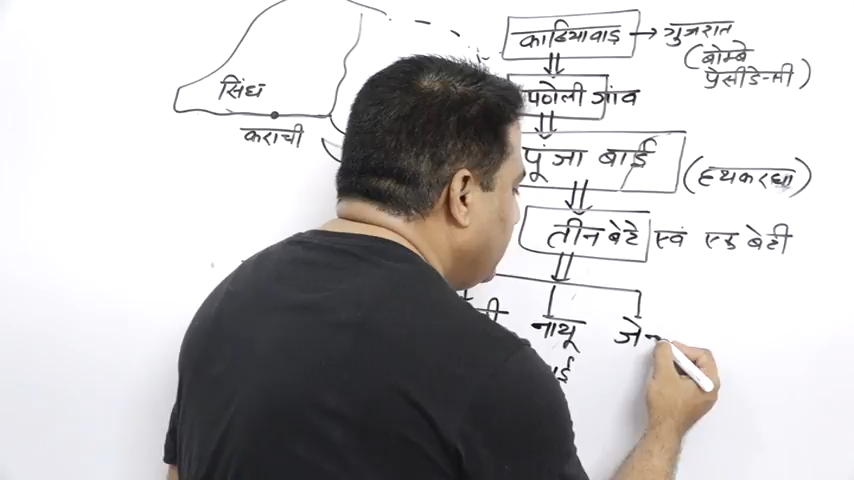 काठियावाड़ → गुजरात
(बोम्बे
प्रेसीडेन्सी)
सिंध
पनेली गांव
कराची
पूंजा बाई
(हथकरघा)
तीन बेटे एवं एक बेटी
नाथू
जेन